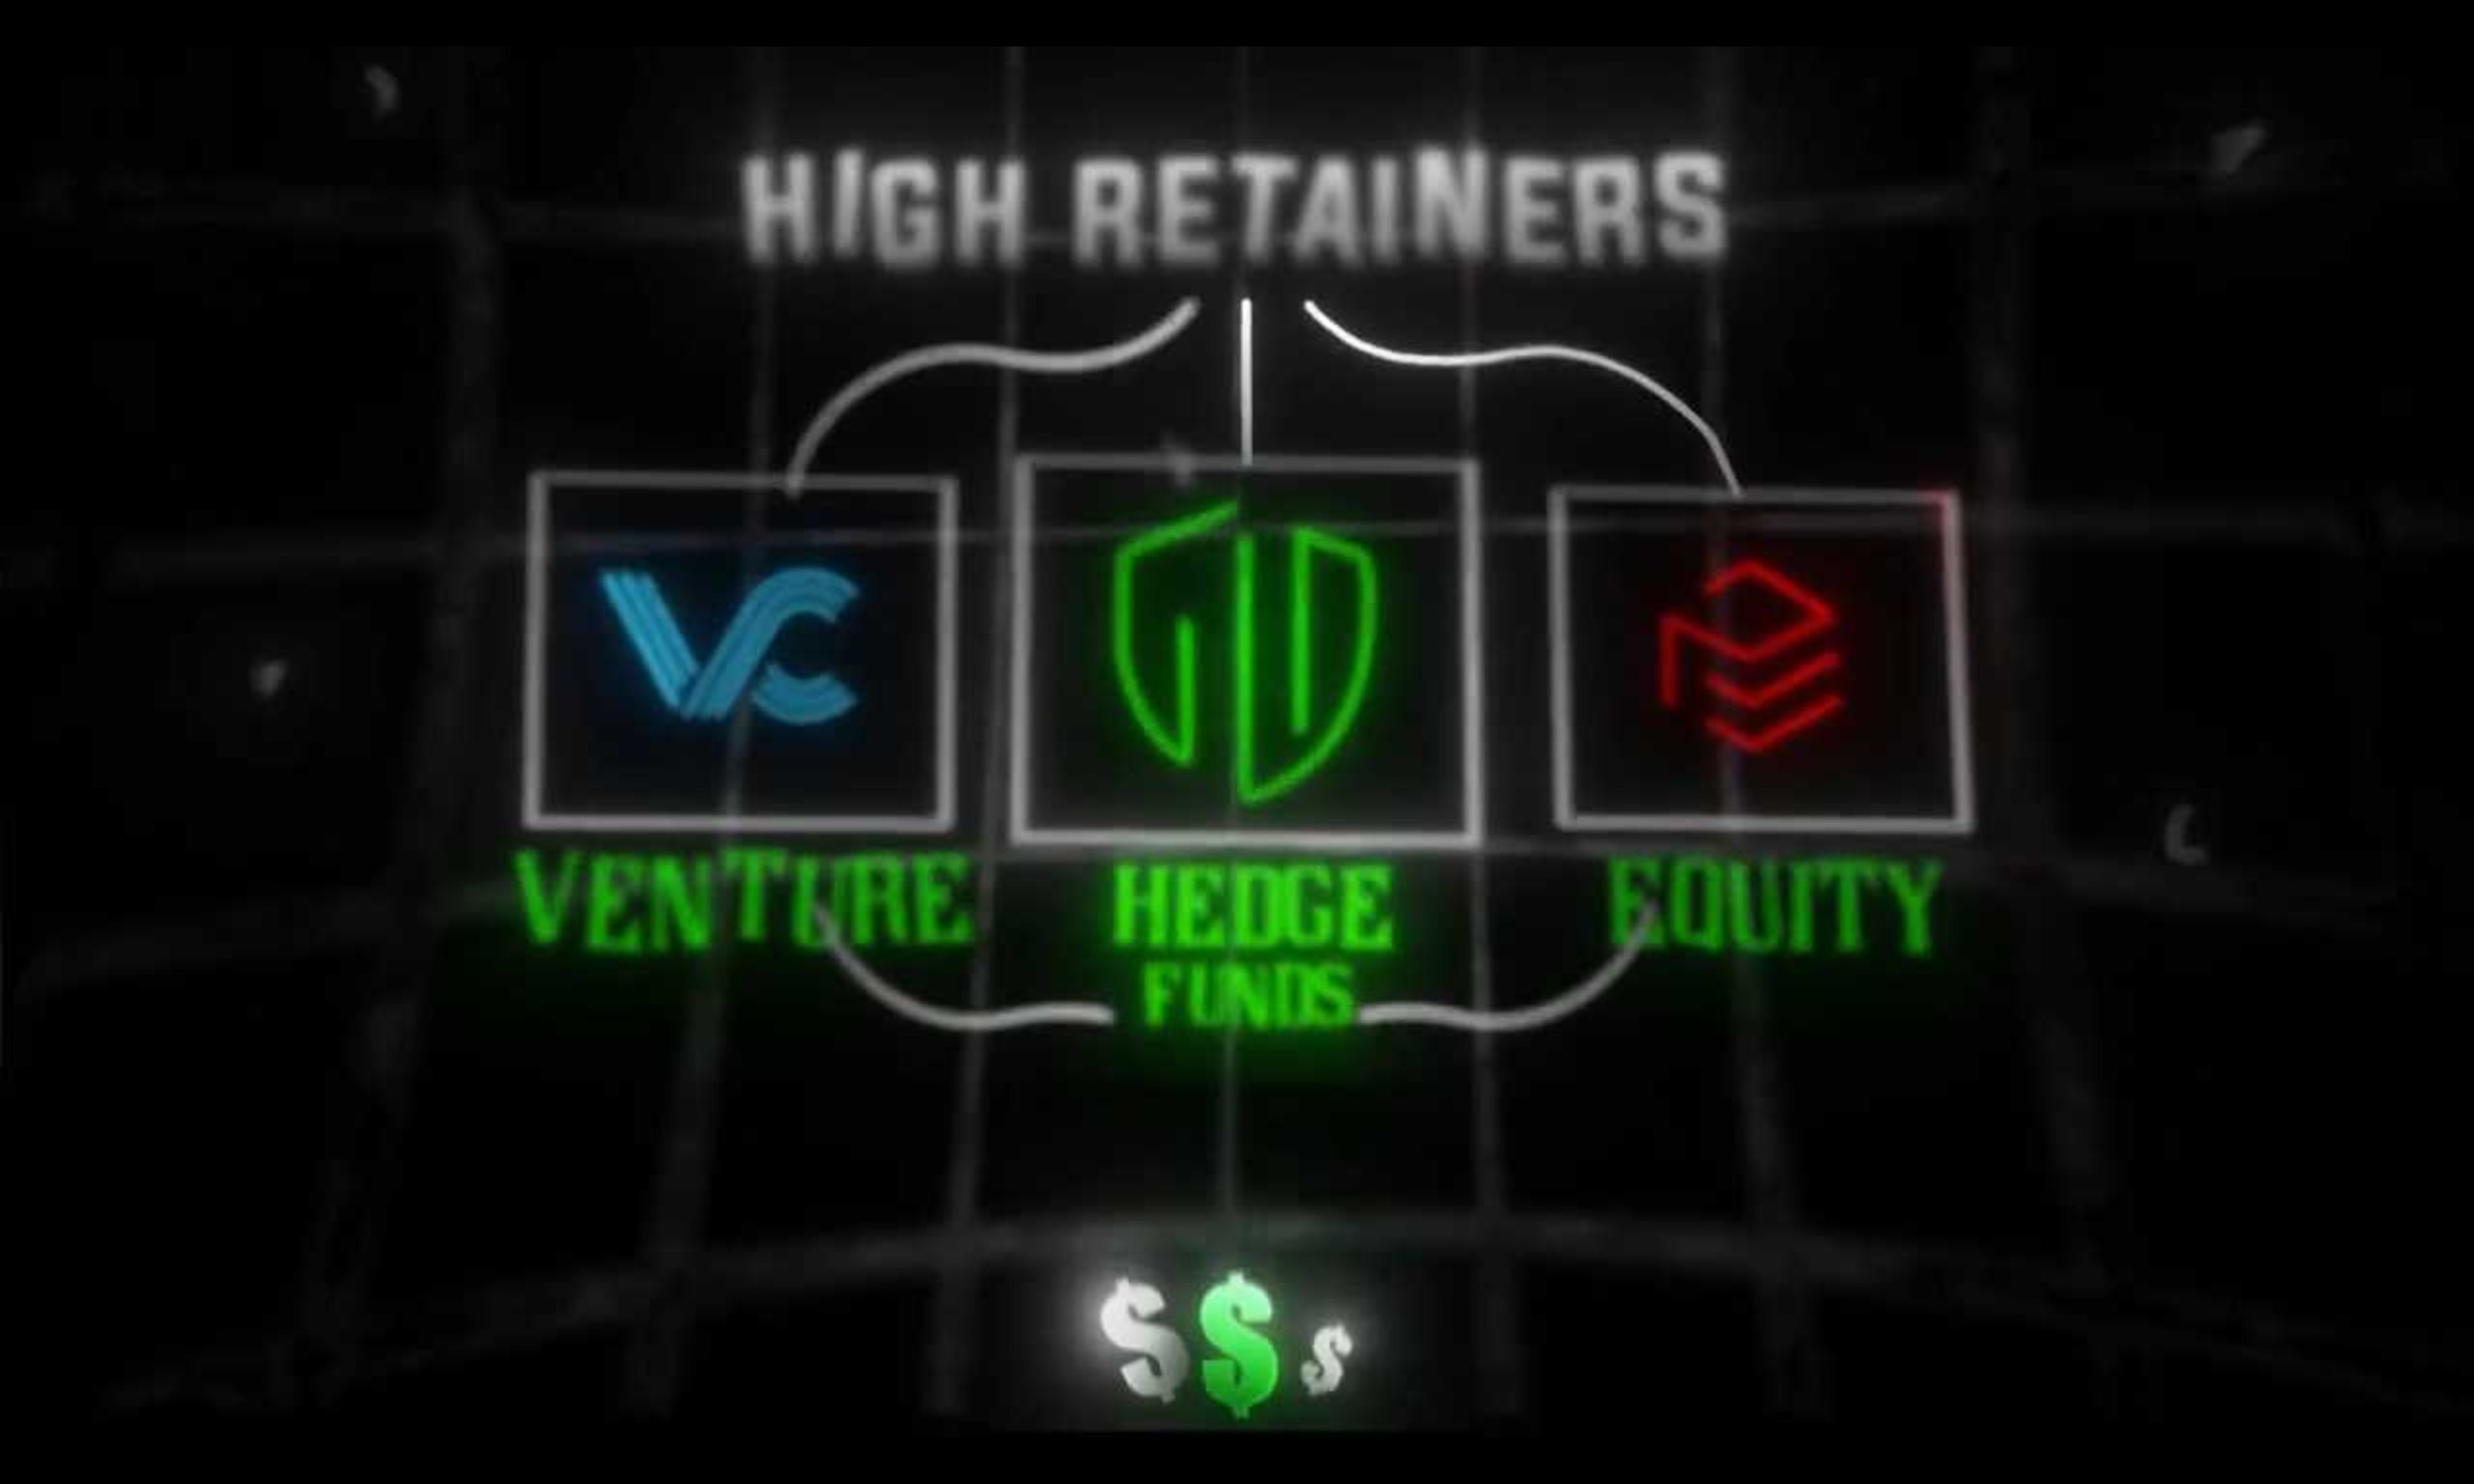 HIGH RETAINERS
VC
VENTURE
HEDGE
FUNDS
EQUITY
$$$